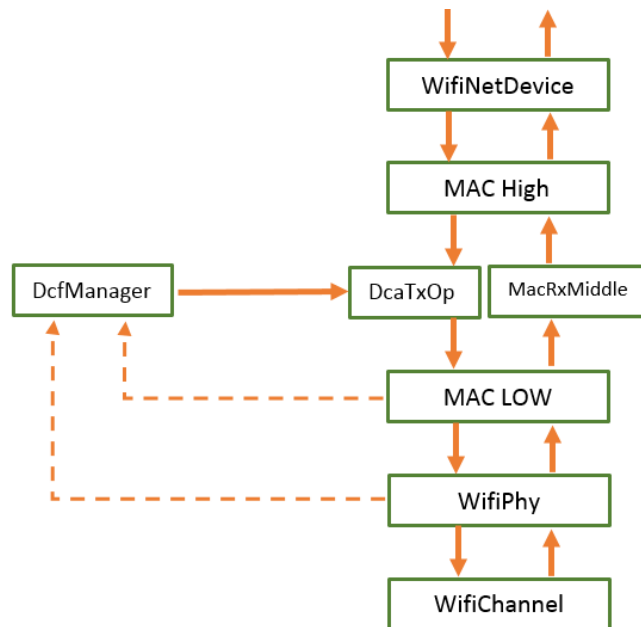 WifiNetDevice
MAC High
DcfManager
DcaTxOp
MacRxMiddle
MAC LOW
WifiPhy
WifiChannel